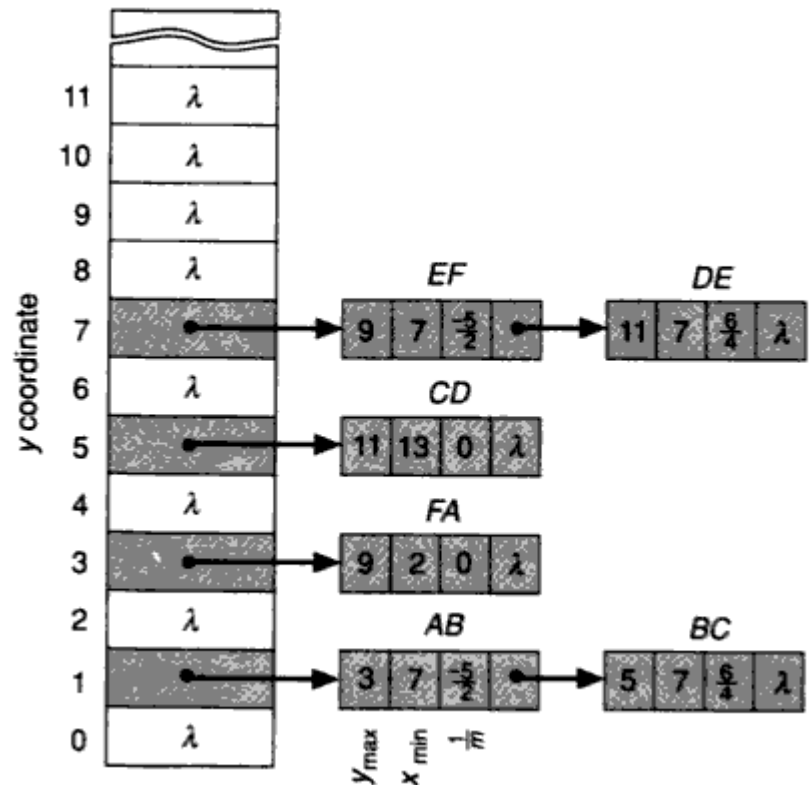 11 λ
10 λ
9 λ
8 λ
EF DE
7 9 7 -5/2 11 7 6/4 λ
6 λ
CD
5 11 13 0 λ
4 λ
FA
3 9 2 0 λ
2 λ
AB BC
1 3 7 -5/2 5 7 6/4 λ
0 λ
y max x min 1/m
y coordinate